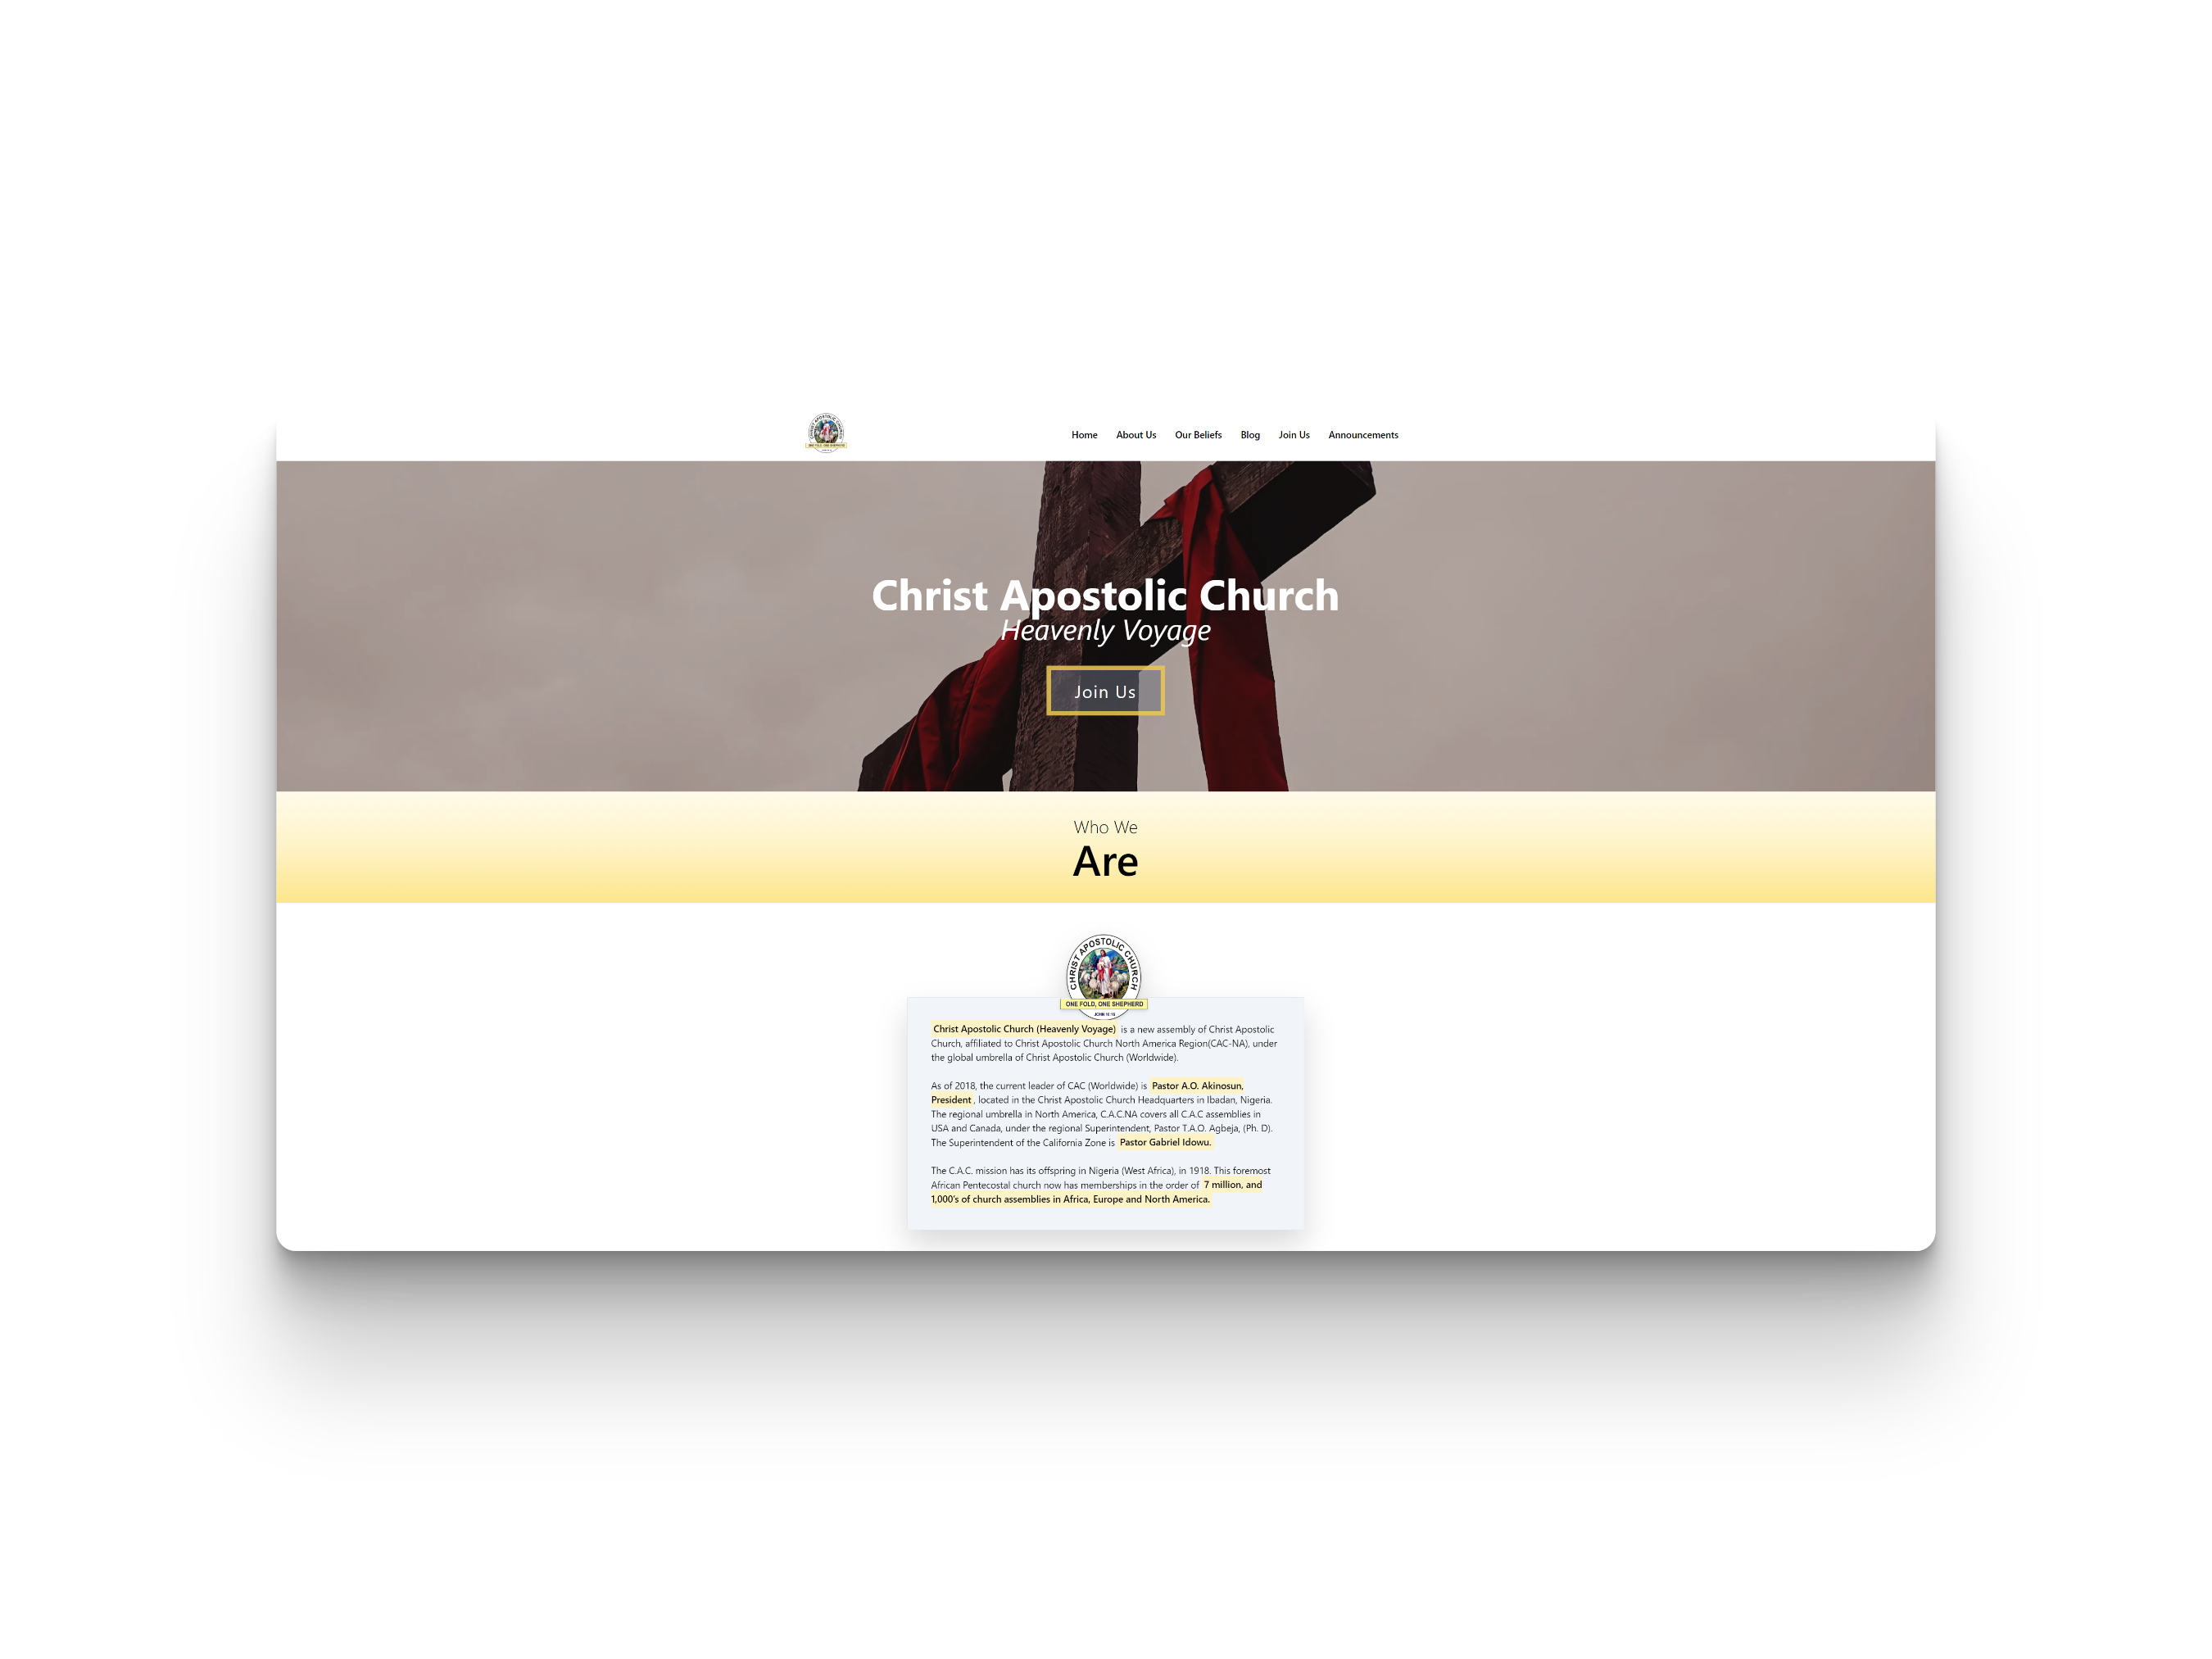 CHRIST APOSTOLIC CHURCH
ONE FOLD, ONE SHEPHERD
Home About Us Our Beliefs Blog Join Us Announcements
Christ Apostolic Church
Heavenly Voyage
Join Us
Who We
Are
CHRIST APOSTOLIC CHURCH
ONE FOLD, ONE SHEPHERD
Christ Apostolic Church (Heavenly Voyage) is a new assembly of Christ Apostolic
Church, affiliated to Christ Apostolic Church North America Region(CAC-NA), under
the global umbrella of Christ Apostolic Church (Worldwide).
As of 2018, the current leader of CAC (Worldwide) is Pastor A.O. Akinosun,
President , located in the Christ Apostolic Church Headquarters in Ibadan, Nigeria.
The regional umbrella in North America, C.A.C.NA covers all C.A.C assemblies in
USA and Canada, under the regional Superintendent, Pastor T.A.O. Agbeja, (Ph. D).
The Superintendent of the California Zone is Pastor Gabriel Idowu.
The C.A.C. mission has its offspring in Nigeria (West Africa), in 1918. This foremost
African Pentecostal church now has memberships in the order of 7 million, and
1,000's of church assemblies in Africa, Europe and North America.